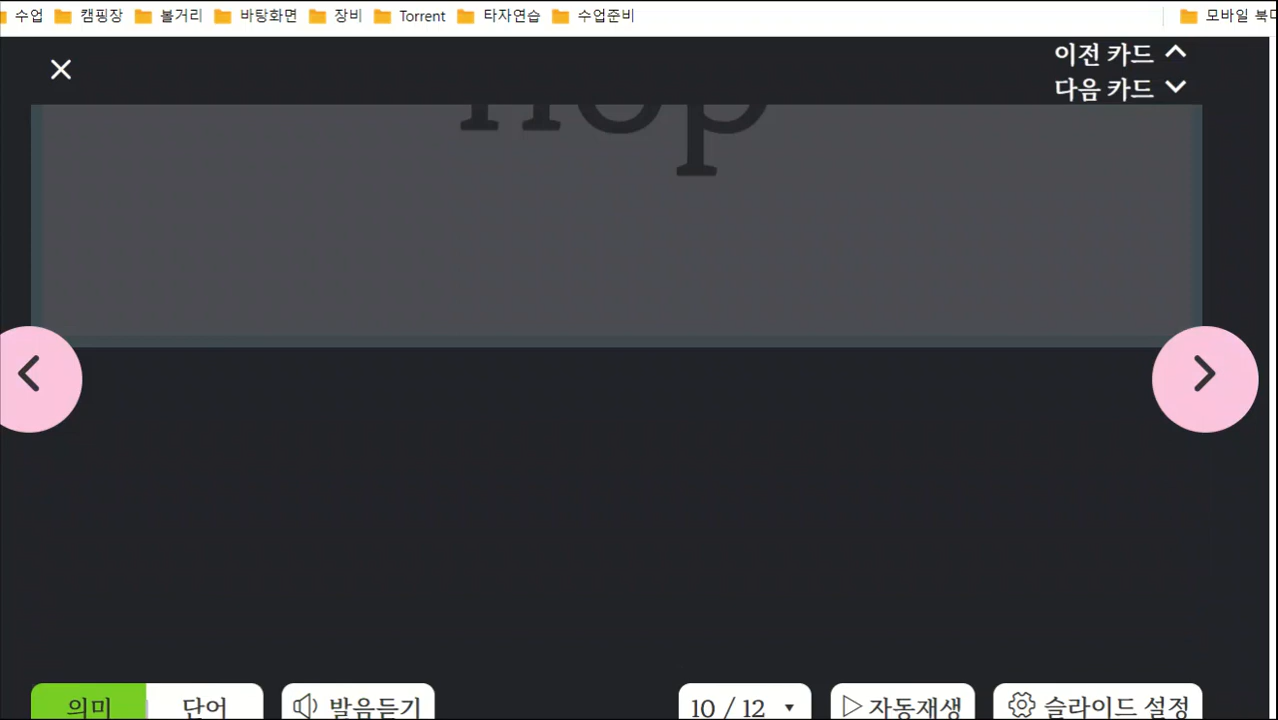 수업 캠핑장 볼거리 바탕화면 장비 Torrent 타자연습 수업준비 모바일
이전 카드
다음 카드
hop
의미 단어 발음듣기 10 / 12 자동재생 슬라이드 설정